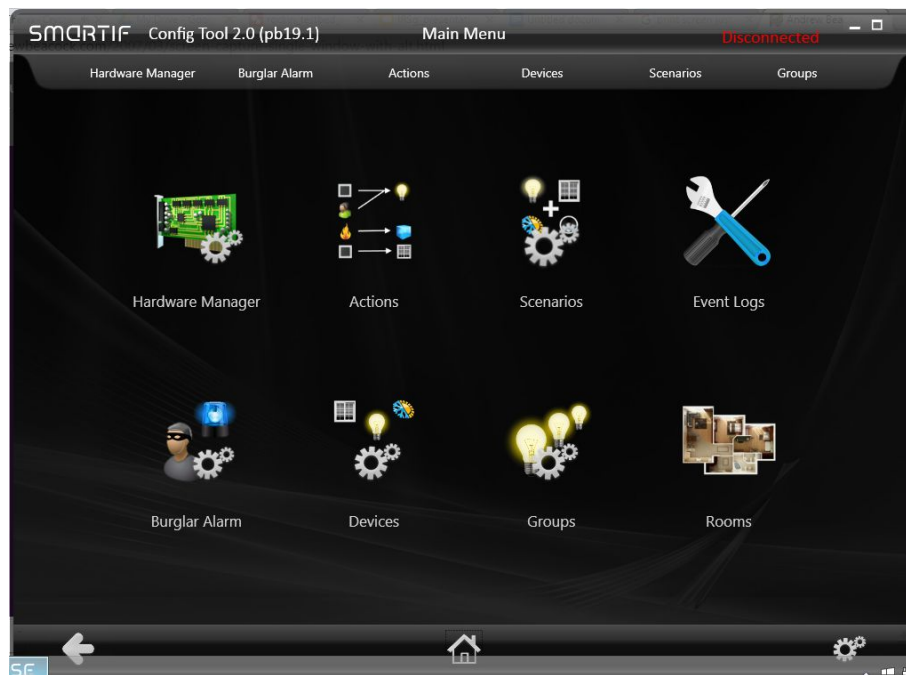 SMARTIF Config Tool 2.0 (pb19.1) Main Menu Disconnected
Hardware Manager Burglar Alarm Actions Devices Scenarios Groups
Hardware Manager Actions Scenarios Event Logs
Burglar Alarm Devices Groups Rooms
SE